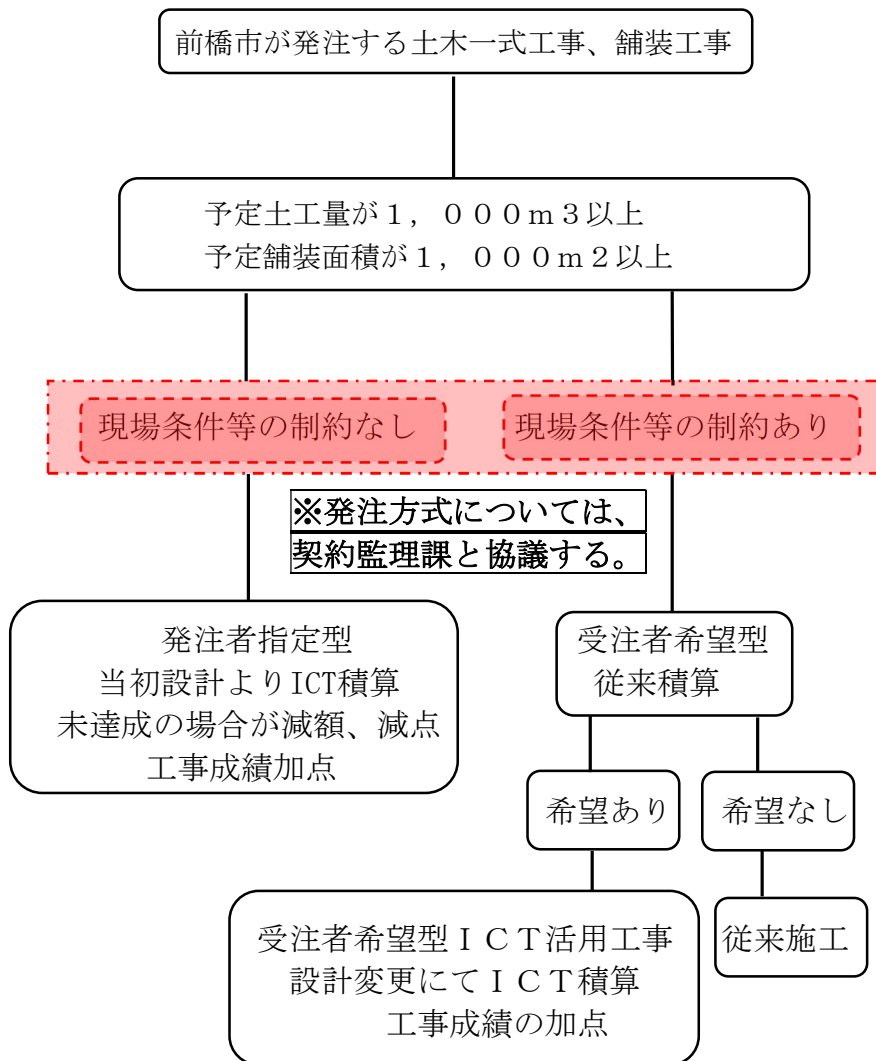 前橋市が発注する土木一式工事、舗装工事
予定土工量が１，０００ｍ３以上
予定舗装面積が１，０００ｍ２以上
現場条件等の制約なし
現場条件等の制約あり
※発注方式については、
契約監理課と協議する。
発注者指定型
当初設計よりICT積算
未達成の場合が減額、減点
工事成績加点
受注者希望型
従来積算
希望あり
希望なし
受注者希望型ＩＣＴ活用工事
設計変更にてＩＣＴ積算
工事成績の加点
従来施工